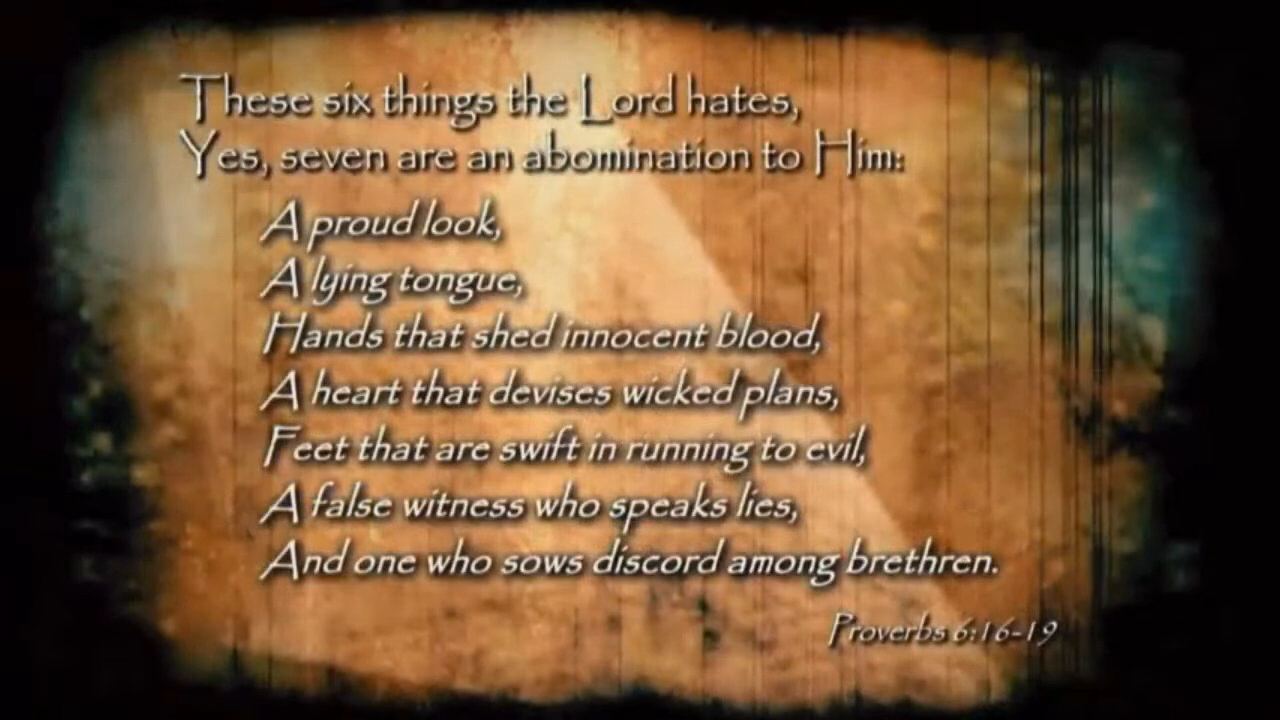 These six things the Lord hates,
Yes, seven are an abomination to Him:
A proud look,
A lying tongue,
Hands that shed innocent blood,
A heart that devises wicked plans,
Feet that are swift in running to evil,
A false witness who speaks lies,
And one who sows discord among brethren.
Proverbs 6:16-19